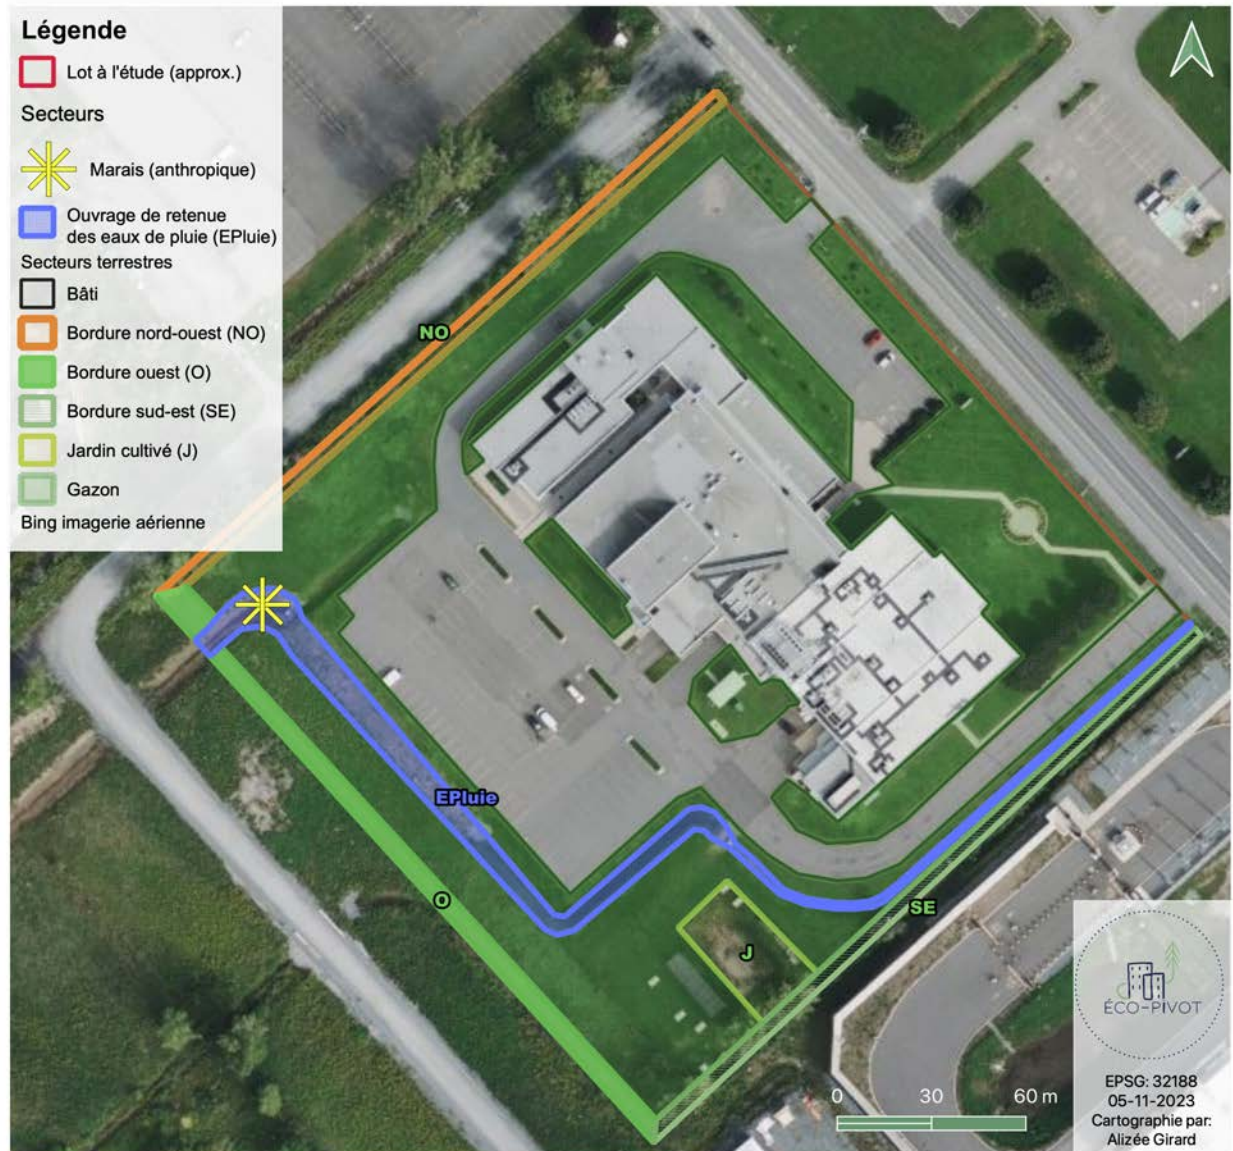 Légende
Lot à l'étude (approx.)
Secteurs
Marais (anthropique)
Ouvrage de retenue
des eaux de pluie (EPluie)
Secteurs terrestres
Bâti
Bordure nord-ouest (NO)
Bordure ouest (O)
Bordure sud-est (SE)
Jardin cultivé (J)
Gazon
Bing imagerie aérienne
NO
EPluie
O
SE
J
0 30 60 m
ÉCO-PIVOT
EPSG: 32188
05-11-2023
Cartographie par:
Alizée Girard